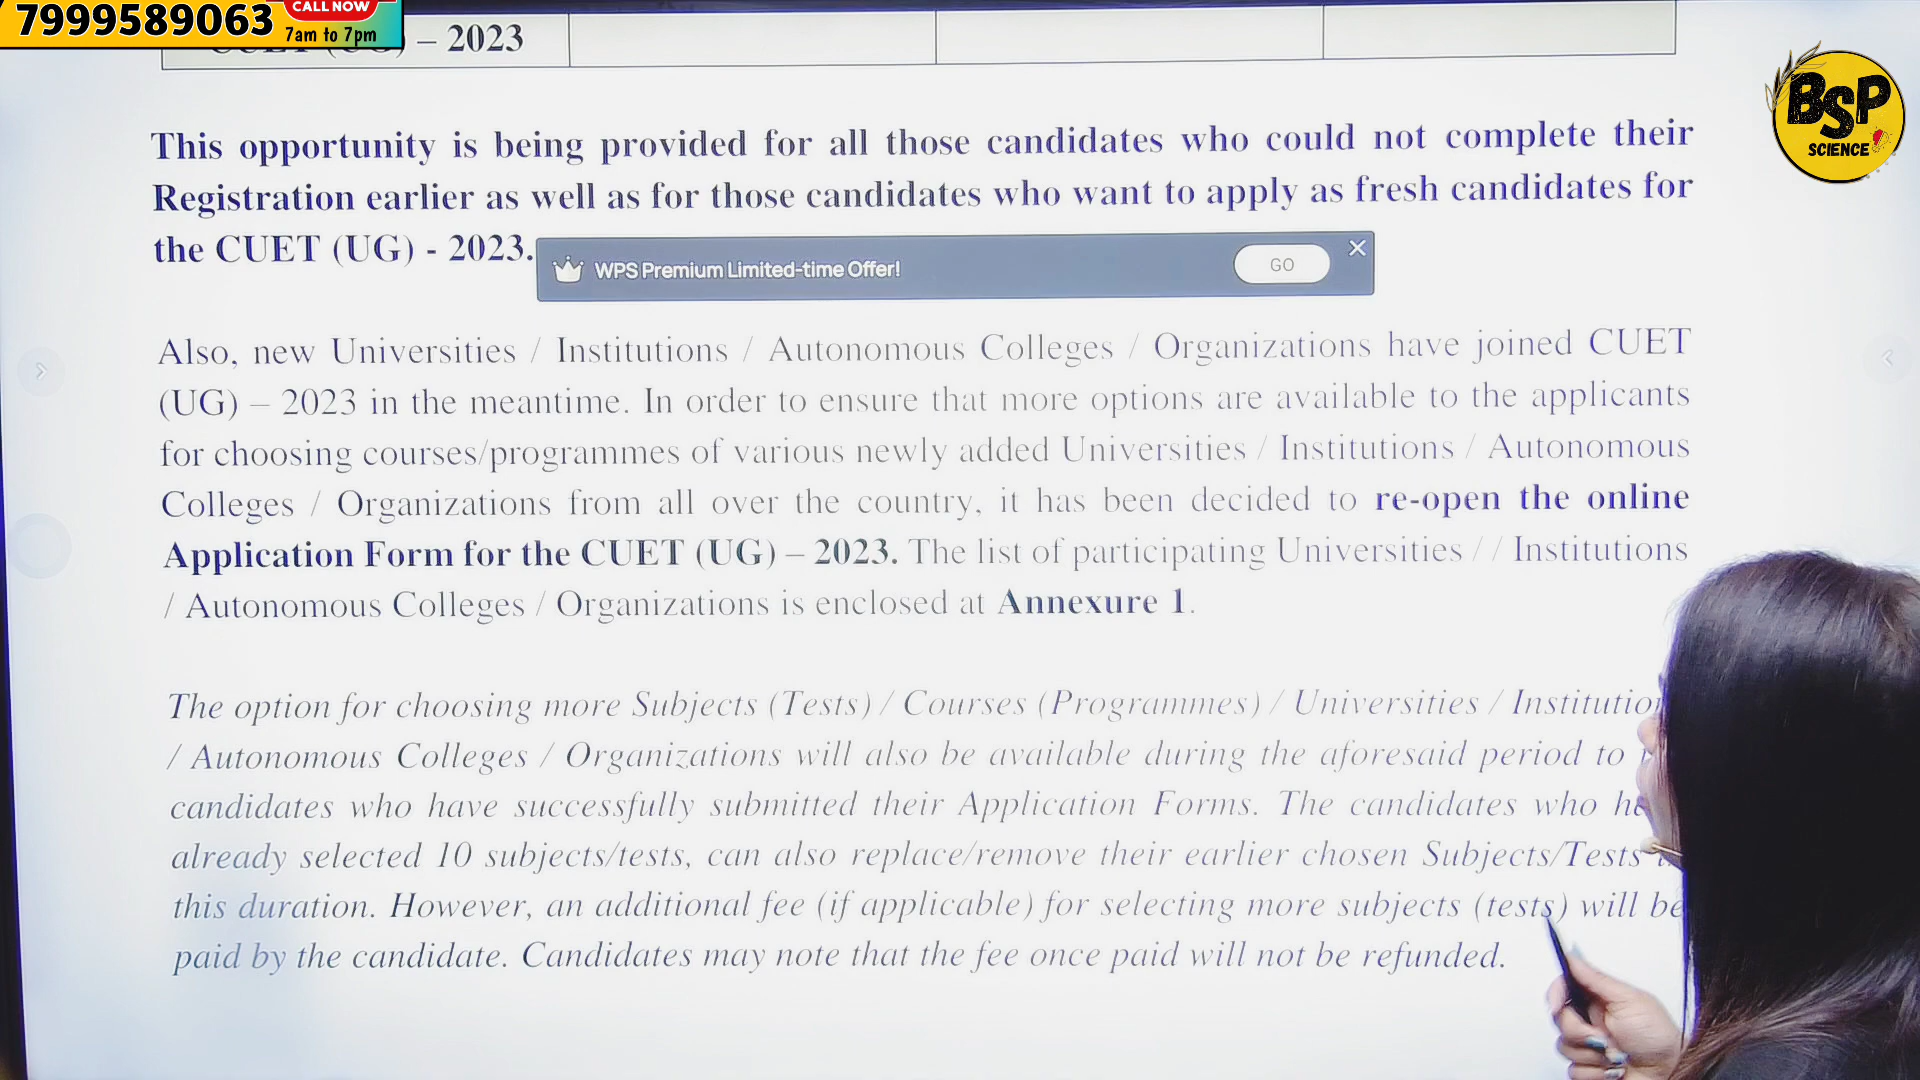 7999589063
CALL NOW
7am to 7pm
– 2023
BSP
SCIENCE
This opportunity is being provided for all those candidates who could not complete their
Registration earlier as well as for those candidates who want to apply as fresh candidates for
the CUET (UG) - 2023.
WPS Premium Limited-time Offer!
GO
Also, new Universities / Institutions / Autonomous Colleges / Organizations have joined CUET
(UG) – 2023 in the meantime. In order to ensure that more options are available to the applicants
for choosing courses/programmes of various newly added Universities / Institutions / Autonomous
Colleges / Organizations from all over the country, it has been decided to re-open the online
Application Form for the CUET (UG) – 2023. The list of participating Universities / / Institutions
/ Autonomous Colleges / Organizations is enclosed at Annexure 1.
The option for choosing more Subjects (Tests) / Courses (Programmes) / Universities / Institution
/ Autonomous Colleges / Organizations will also be available during the aforesaid period to
candidates who have successfully submitted their Application Forms. The candidates who
already selected 10 subjects/tests, can also replace/remove their earlier chosen Subjects/Tests
this duration. However, an additional fee (if applicable) for selecting more subjects (tests) will be
paid by the candidate. Candidates may note that the fee once paid will not be refunded.